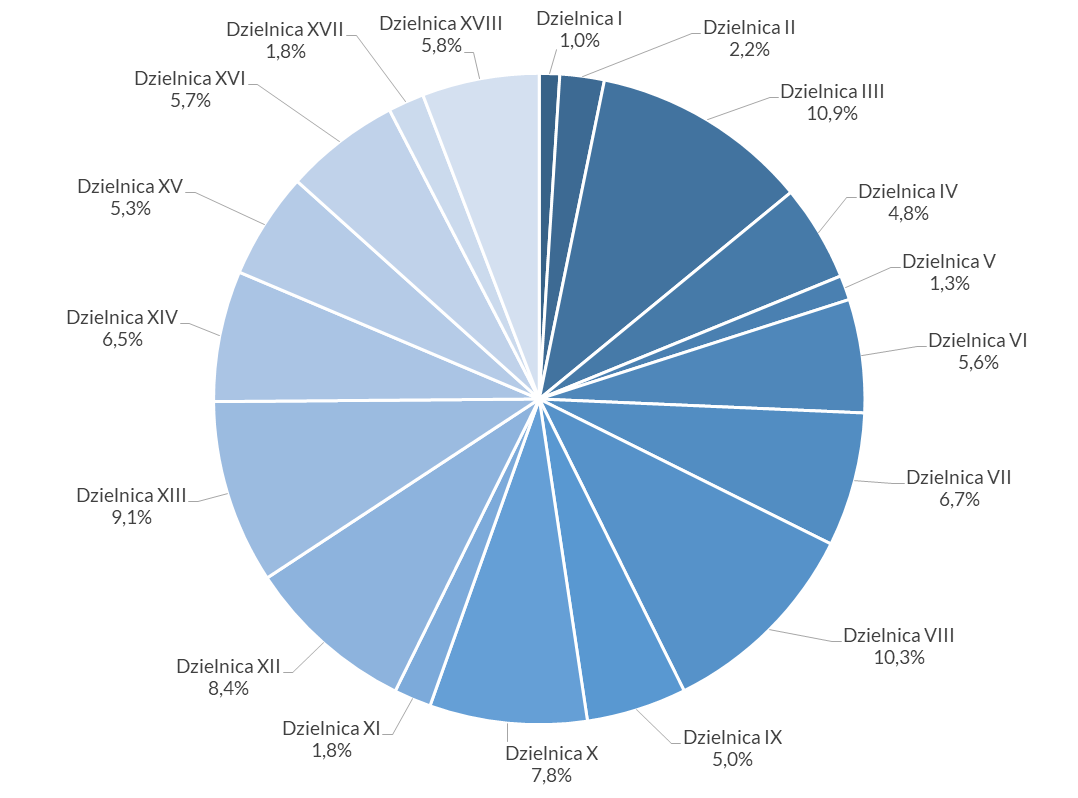 Dzielnica I
1,0%
Dzielnica II
2,2%
Dzielnica IIII
10,9%
Dzielnica IV
4,8%
Dzielnica V
1,3%
Dzielnica VI
5,6%
Dzielnica VII
6,7%
Dzielnica VIII
10,3%
Dzielnica IX
5,0%
Dzielnica X
7,8%
Dzielnica XI
1,8%
Dzielnica XII
8,4%
Dzielnica XIII
9,1%
Dzielnica XIV
6,5%
Dzielnica XV
5,3%
Dzielnica XVI
5,7%
Dzielnica XVII
1,8%
Dzielnica XVIII
5,8%